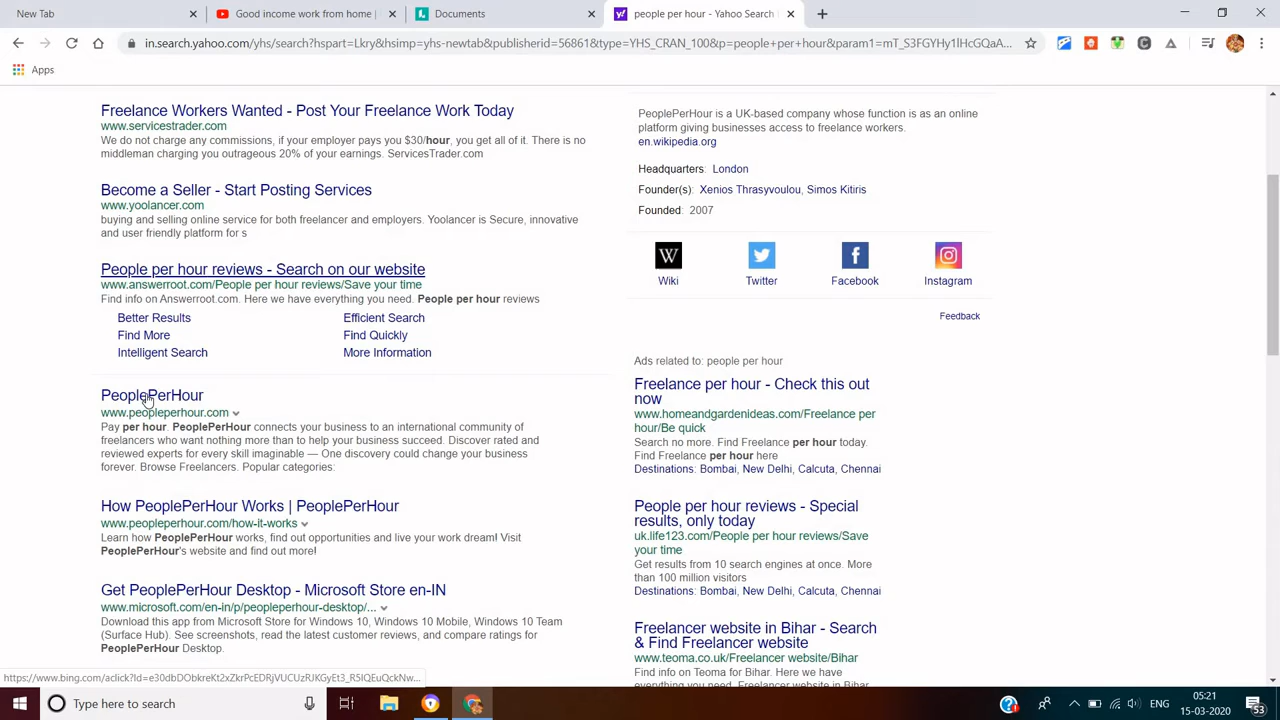 New Tab
Good income work from home |
Documents
people per hour - Yahoo Search
in.search.yahoo.com/yhs/search?hspart=Lkry&hsimp=yhs-newtab&publisherid=56861&type=YHS_CRAN_100&p=people+per+hour&param1=mT_S3FGYHy1lHcGQaA...
Apps
Freelance Workers Wanted - Post Your Freelance Work Today
www.servicestrader.com
We do not charge any commissions, if your employer pays you $30/hour, you get all of it. There is no
middleman charging you outrageous 20% of your earnings. ServicesTrader.com
Become a Seller - Start Posting Services
www.yoolancer.com
buying and selling online service for both freelancer and employers. Yoolancer is Secure, innovative
and user friendly platform for s
People per hour reviews - Search on our website
www.answerroot.com/People per hour reviews/Save your time
Find info on Answerroot.com. Here we have everything you need. People per hour reviews
Better Results
Efficient Search
Find More
Find Quickly
Intelligent Search
More Information
PeoplePerHour
www.peopleperhour.com
Pay per hour. PeoplePerHour connects your business to an international community of
freelancers who want nothing more than to help your business succeed. Discover rated and
reviewed experts for every skill imaginable — One discovery could change your business
forever. Browse Freelancers. Popular categories:
How PeoplePerHour Works | PeoplePerHour
www.peopleperhour.com/how-it-works
Learn how PeoplePerHour works, find out opportunities and live your work dream! Visit
PeoplePerHour's website and find out more!
Get PeoplePerHour Desktop - Microsoft Store en-IN
www.microsoft.com/en-in/p/peopleperhour-desktop/...
Download this app from Microsoft Store for Windows 10, Windows 10 Mobile, Windows 10 Team
(Surface Hub). See screenshots, read the latest customer reviews, and compare ratings for
PeoplePerHour Desktop.
PeoplePerHour is a UK-based company whose function is as an online
platform giving businesses access to freelance workers.
en.wikipedia.org
Headquarters: London
Founder(s): Xenios Thrasyvoulou, Simos Kitiris
Founded: 2007
W
Wiki
Twitter
Facebook
Instagram
Feedback
Ads related to: people per hour
Freelance per hour - Check this out
now
www.homeandgardenideas.com/Freelance per
hour/Be quick
Search no more. Find Freelance per hour today.
Find Freelance per hour here
Destinations: Bombai, New Delhi, Calcuta, Chennai
People per hour reviews - Special
results, only today
uk.life123.com/People per hour reviews/Save
your time
Get results from 10 search engines at once. More
than 100 million visitors
Destinations: Bombai, New Delhi, Calcuta, Chennai
Freelancer website in Bihar - Search
& Find Freelancer website
www.teoma.co.uk/Freelancer website/Bihar
Find info on Teoma for Bihar. Here we have
everything you need. Freelancer website in Bihar
Type here to search
ENG
05:21
15-03-2020
53